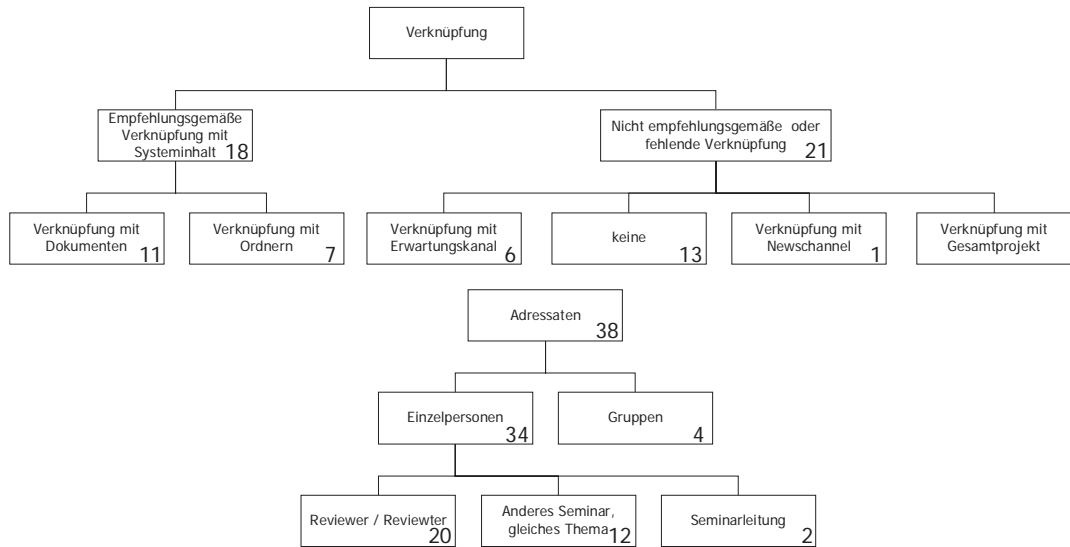 Verknüpfung
Empfehlungsgemäße
Verknüpfung mit
Systeminhalt 18
Nicht empfehlungsgemäße oder
fehlende Verknüpfung 21
Verknüpfung mit
Dokumenten 11
Verknüpfung mit
Ordnern 7
Verknüpfung mit
Erwartungskanal 6
keine 13
Verknüpfung mit
Newschannel 1
Verknüpfung mit
Gesamtprojekt
Adressaten 38
Einzelpersonen 34
Gruppen 4
Reviewer / Reviewter 20
Anderes Seminar,
gleiches Thema 12
Seminarleitung 2